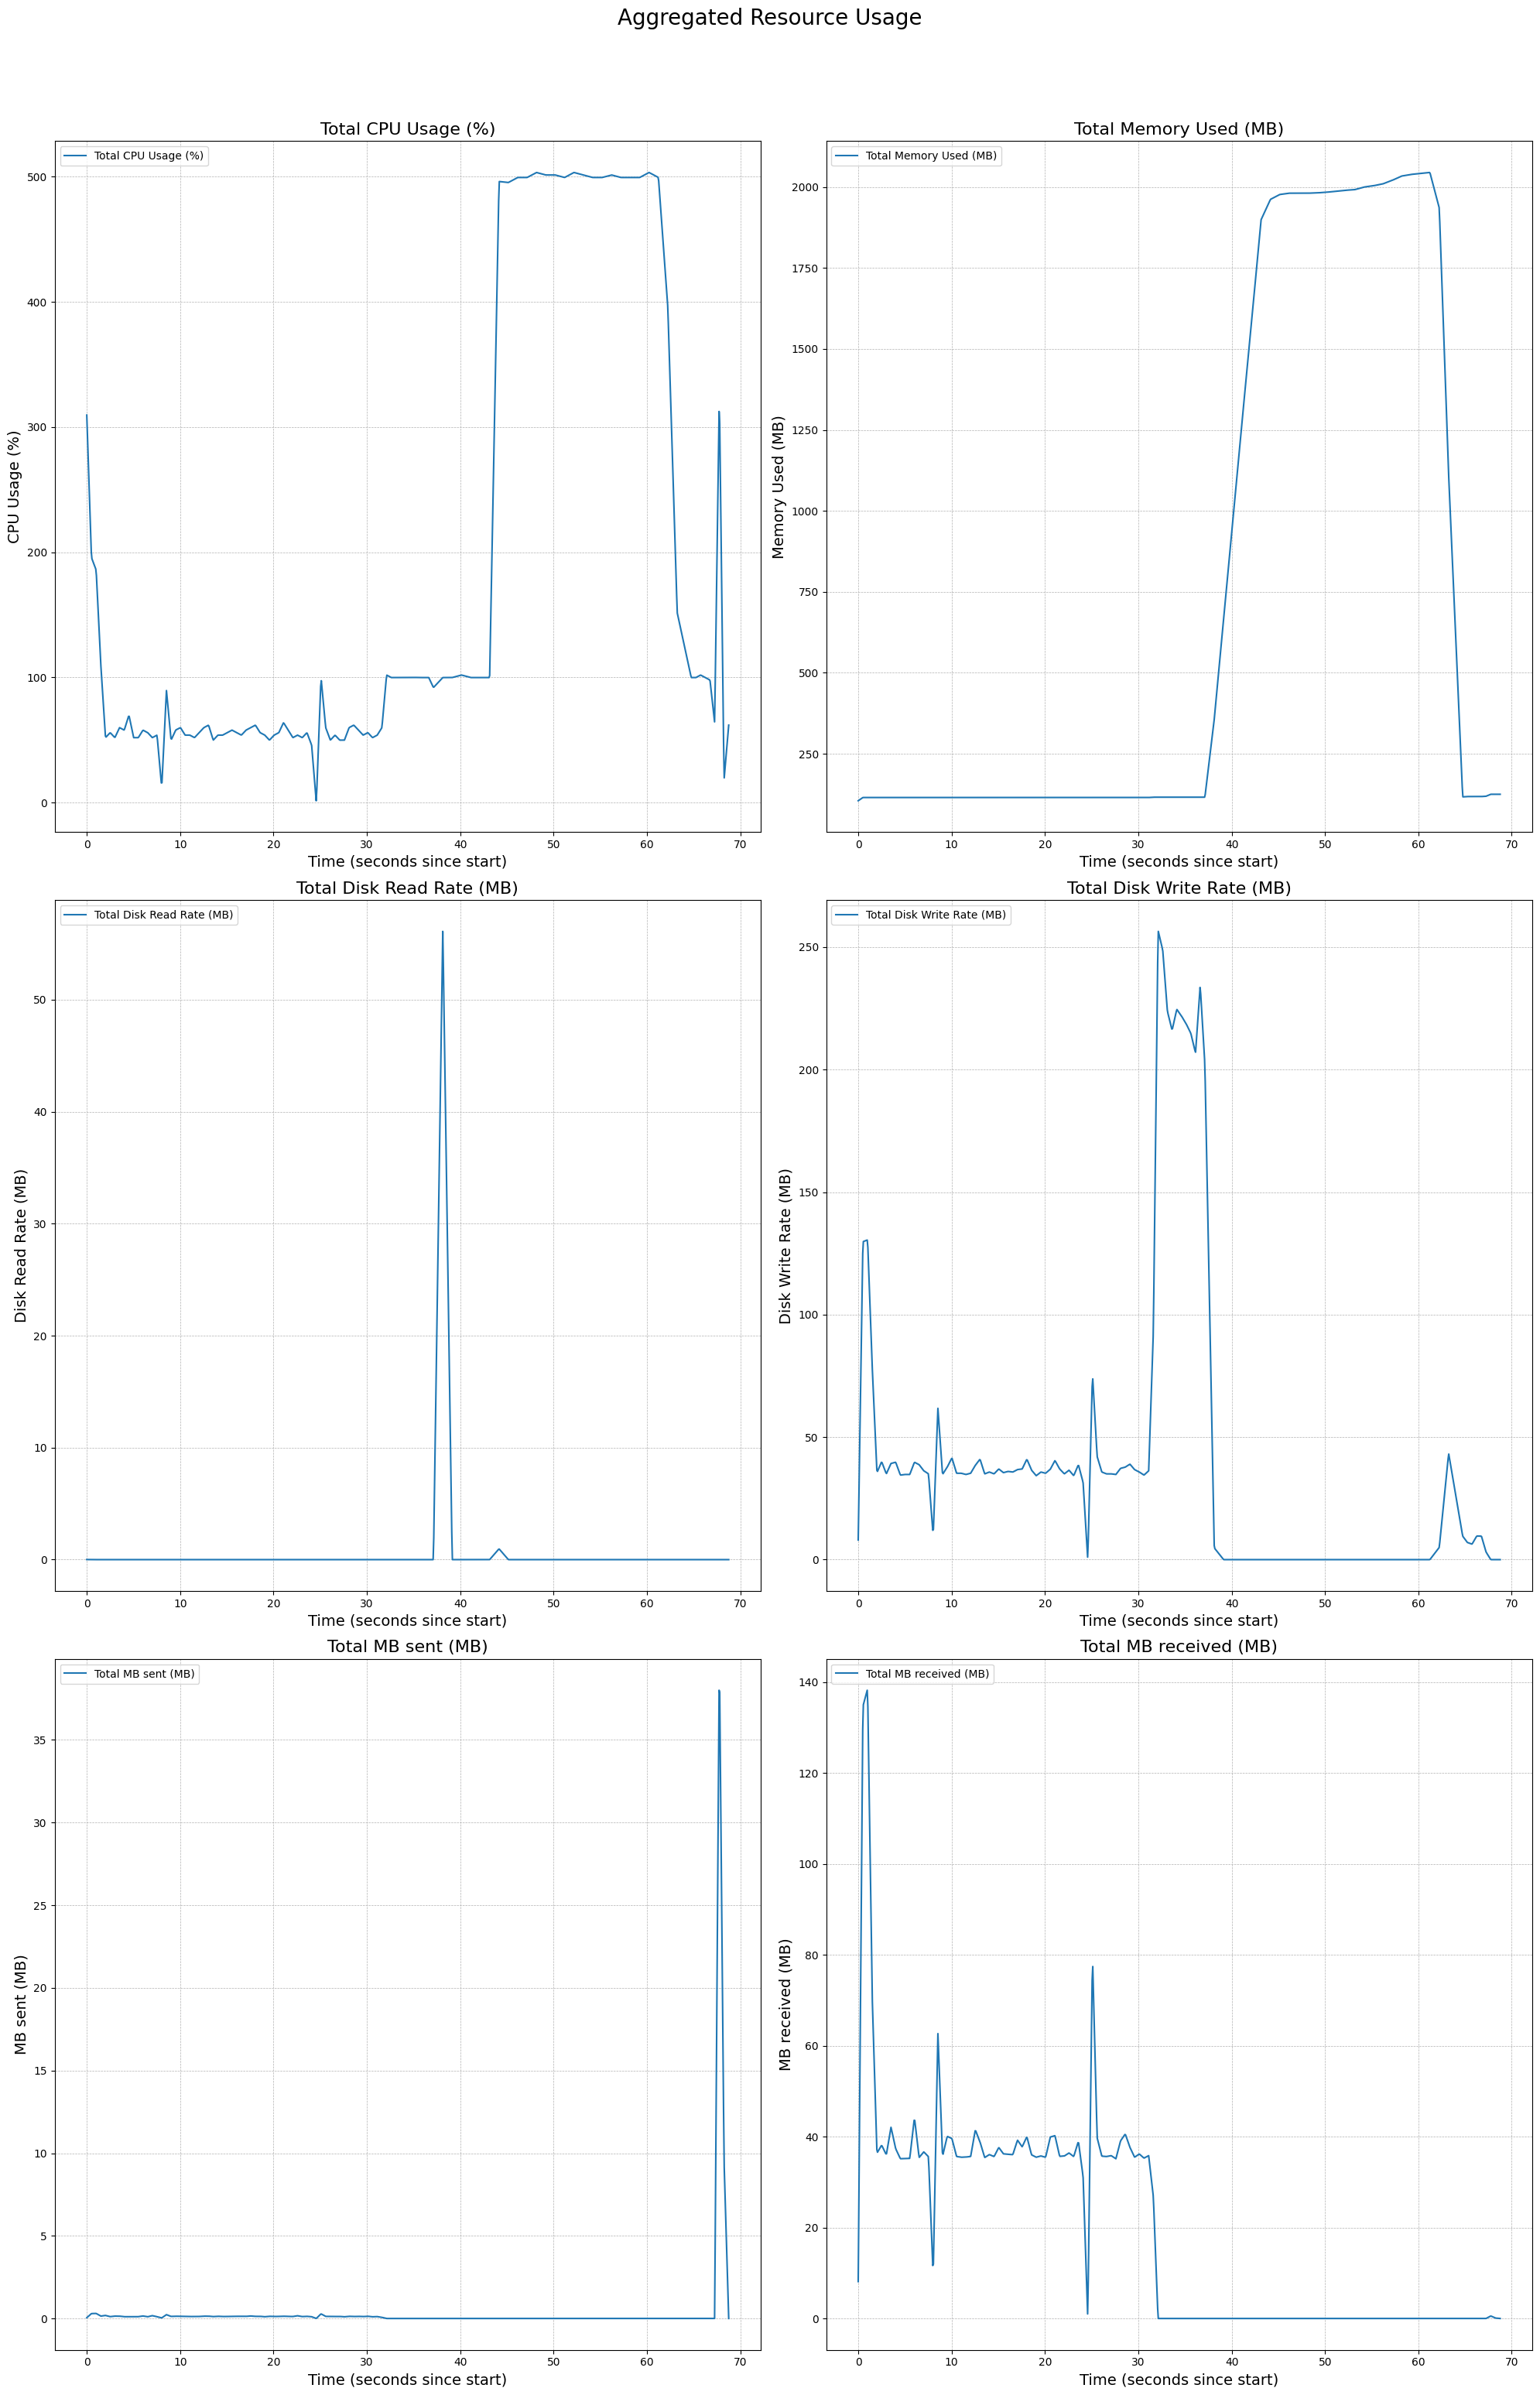 Aggregated Resource Usage
Total CPU Usage (%)
Total CPU Usage (%)
CPU Usage (%)
500
400
300
200
100
0
0 10 20 30 40 50 60 70
Time (seconds since start)
Total Memory Used (MB)
Total Memory Used (MB)
Memory Used (MB)
2000
1750
1500
1250
1000
750
500
250
0 10 20 30 40 50 60 70
Time (seconds since start)
Total Disk Read Rate (MB)
Total Disk Read Rate (MB)
Disk Read Rate (MB)
50
40
30
20
10
0
0 10 20 30 40 50 60 70
Time (seconds since start)
Total Disk Write Rate (MB)
Total Disk Write Rate (MB)
Disk Write Rate (MB)
250
200
150
100
50
0
0 10 20 30 40 50 60 70
Time (seconds since start)
Total MB sent (MB)
Total MB sent (MB)
MB sent (MB)
35
30
25
20
15
10
5
0
0 10 20 30 40 50 60 70
Time (seconds since start)
Total MB received (MB)
Total MB received (MB)
MB received (MB)
140
120
100
80
60
40
20
0
0 10 20 30 40 50 60 70
Time (seconds since start)